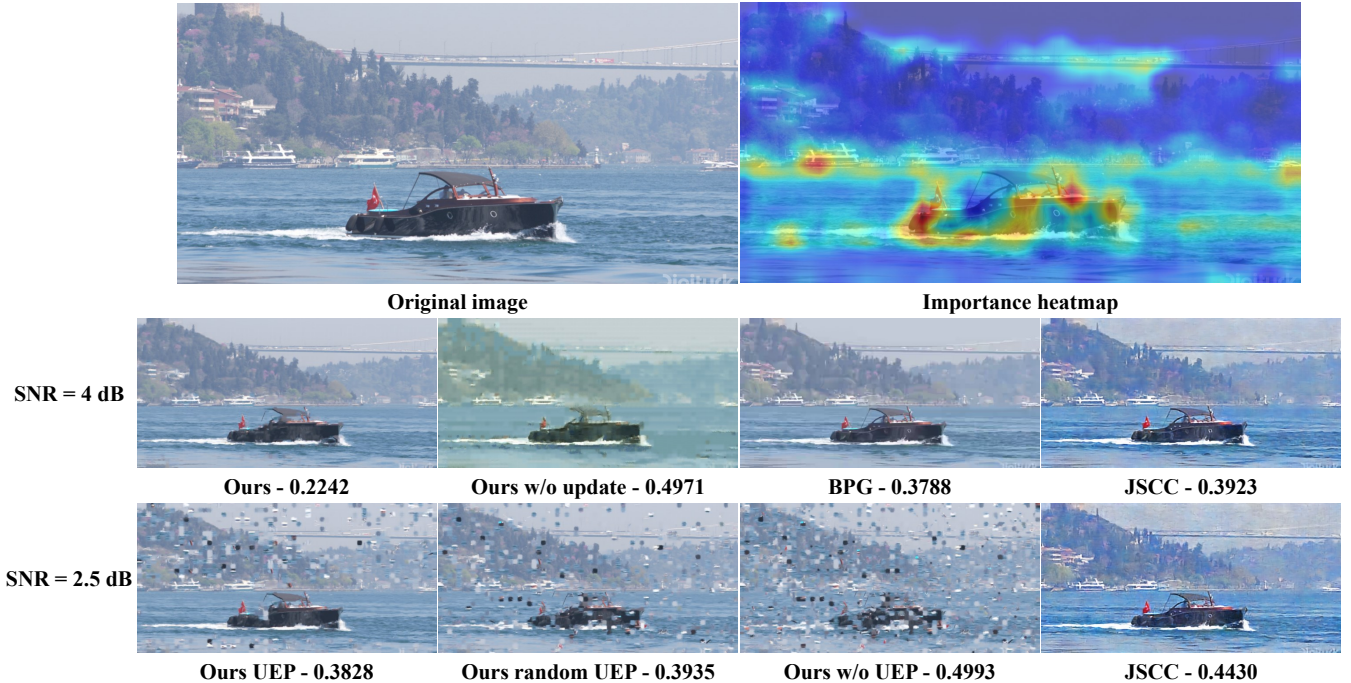 Original image
Importance heatmap
SNR = 4 dB
Ours - 0.2242
Ours w/o update - 0.4971
BPG - 0.3788
JSCC - 0.3923
SNR = 2.5 dB
Ours UEP - 0.3828
Ours random UEP - 0.3935
Ours w/o UEP - 0.4993
JSCC - 0.4430